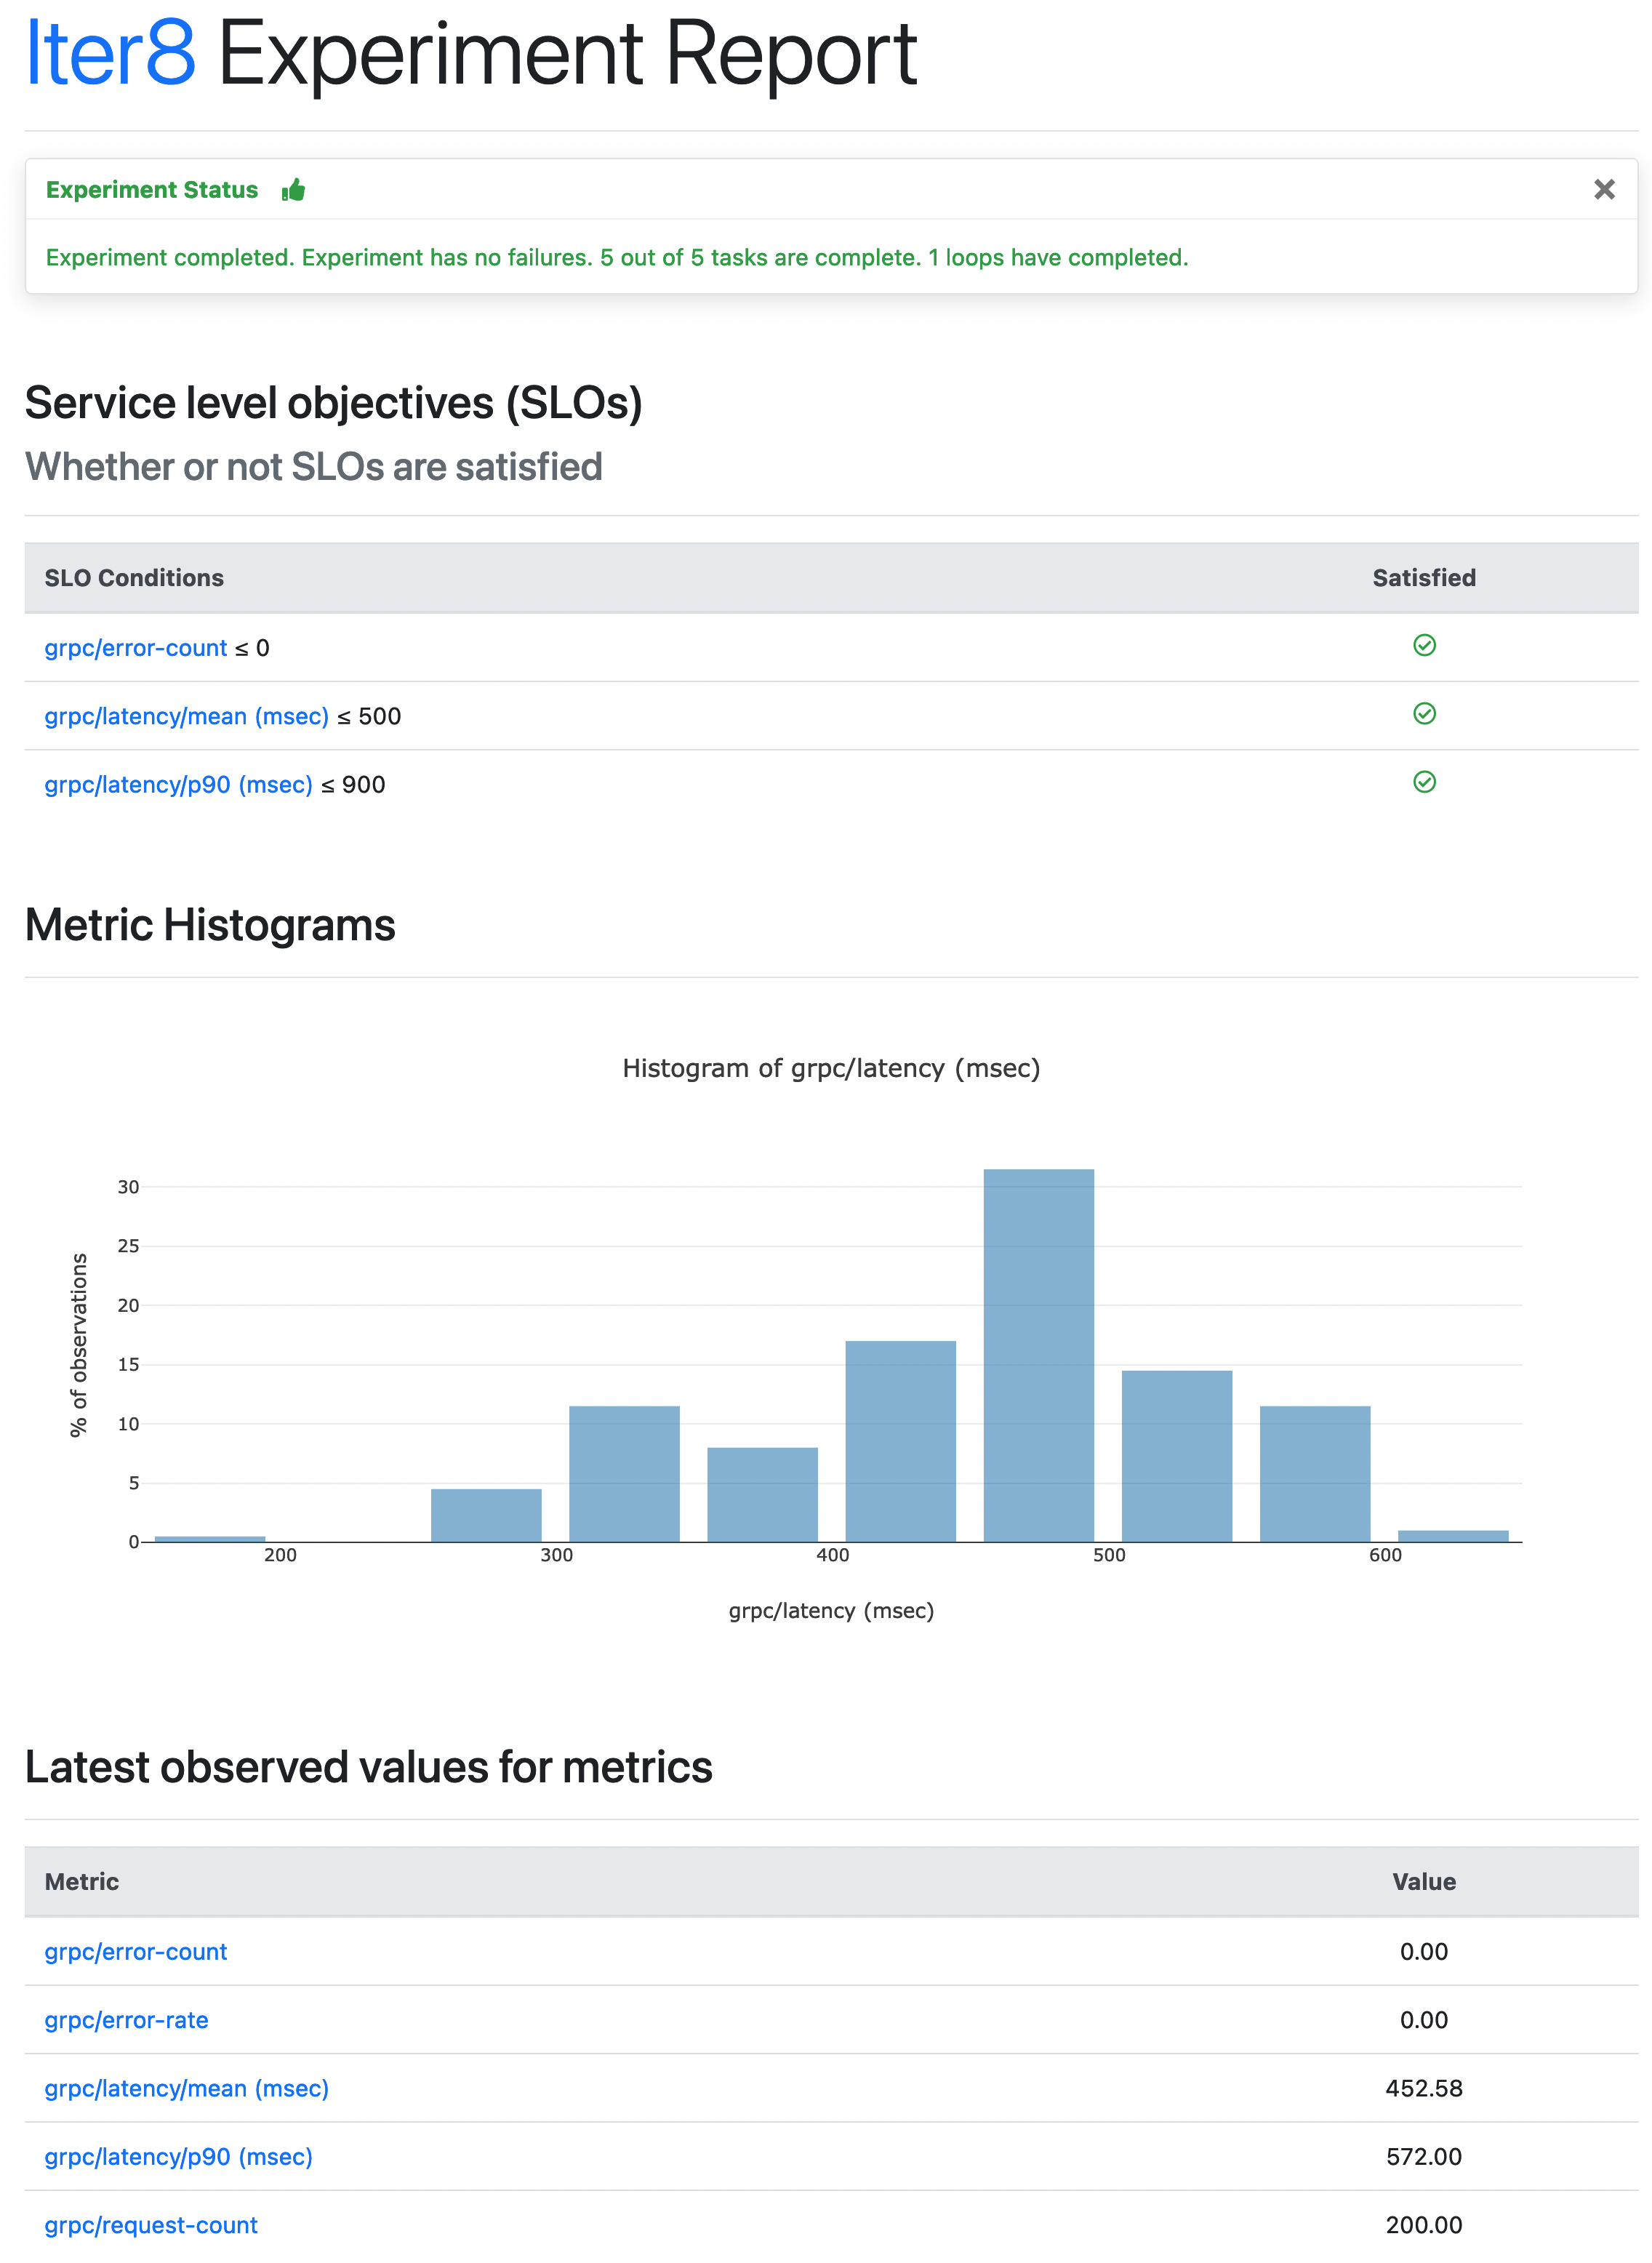 Iter8 Experiment Report
Experiment Status
Experiment completed. Experiment has no failures. 5 out of 5 tasks are complete. 1 loops have completed.
Service level objectives (SLOs)
Whether or not SLOs are satisfied
SLO Conditions Satisfied
grpc/error-count ≤ 0
grpc/latency/mean (msec) ≤ 500
grpc/latency/p90 (msec) ≤ 900
Metric Histograms
Histogram of grpc/latency (msec)
% of observations
30
25
20
15
10
5
0
200 300 400 500 600
grpc/latency (msec)
Latest observed values for metrics
Metric Value
grpc/error-count 0.00
grpc/error-rate 0.00
grpc/latency/mean (msec) 452.58
grpc/latency/p90 (msec) 572.00
grpc/request-count 200.00